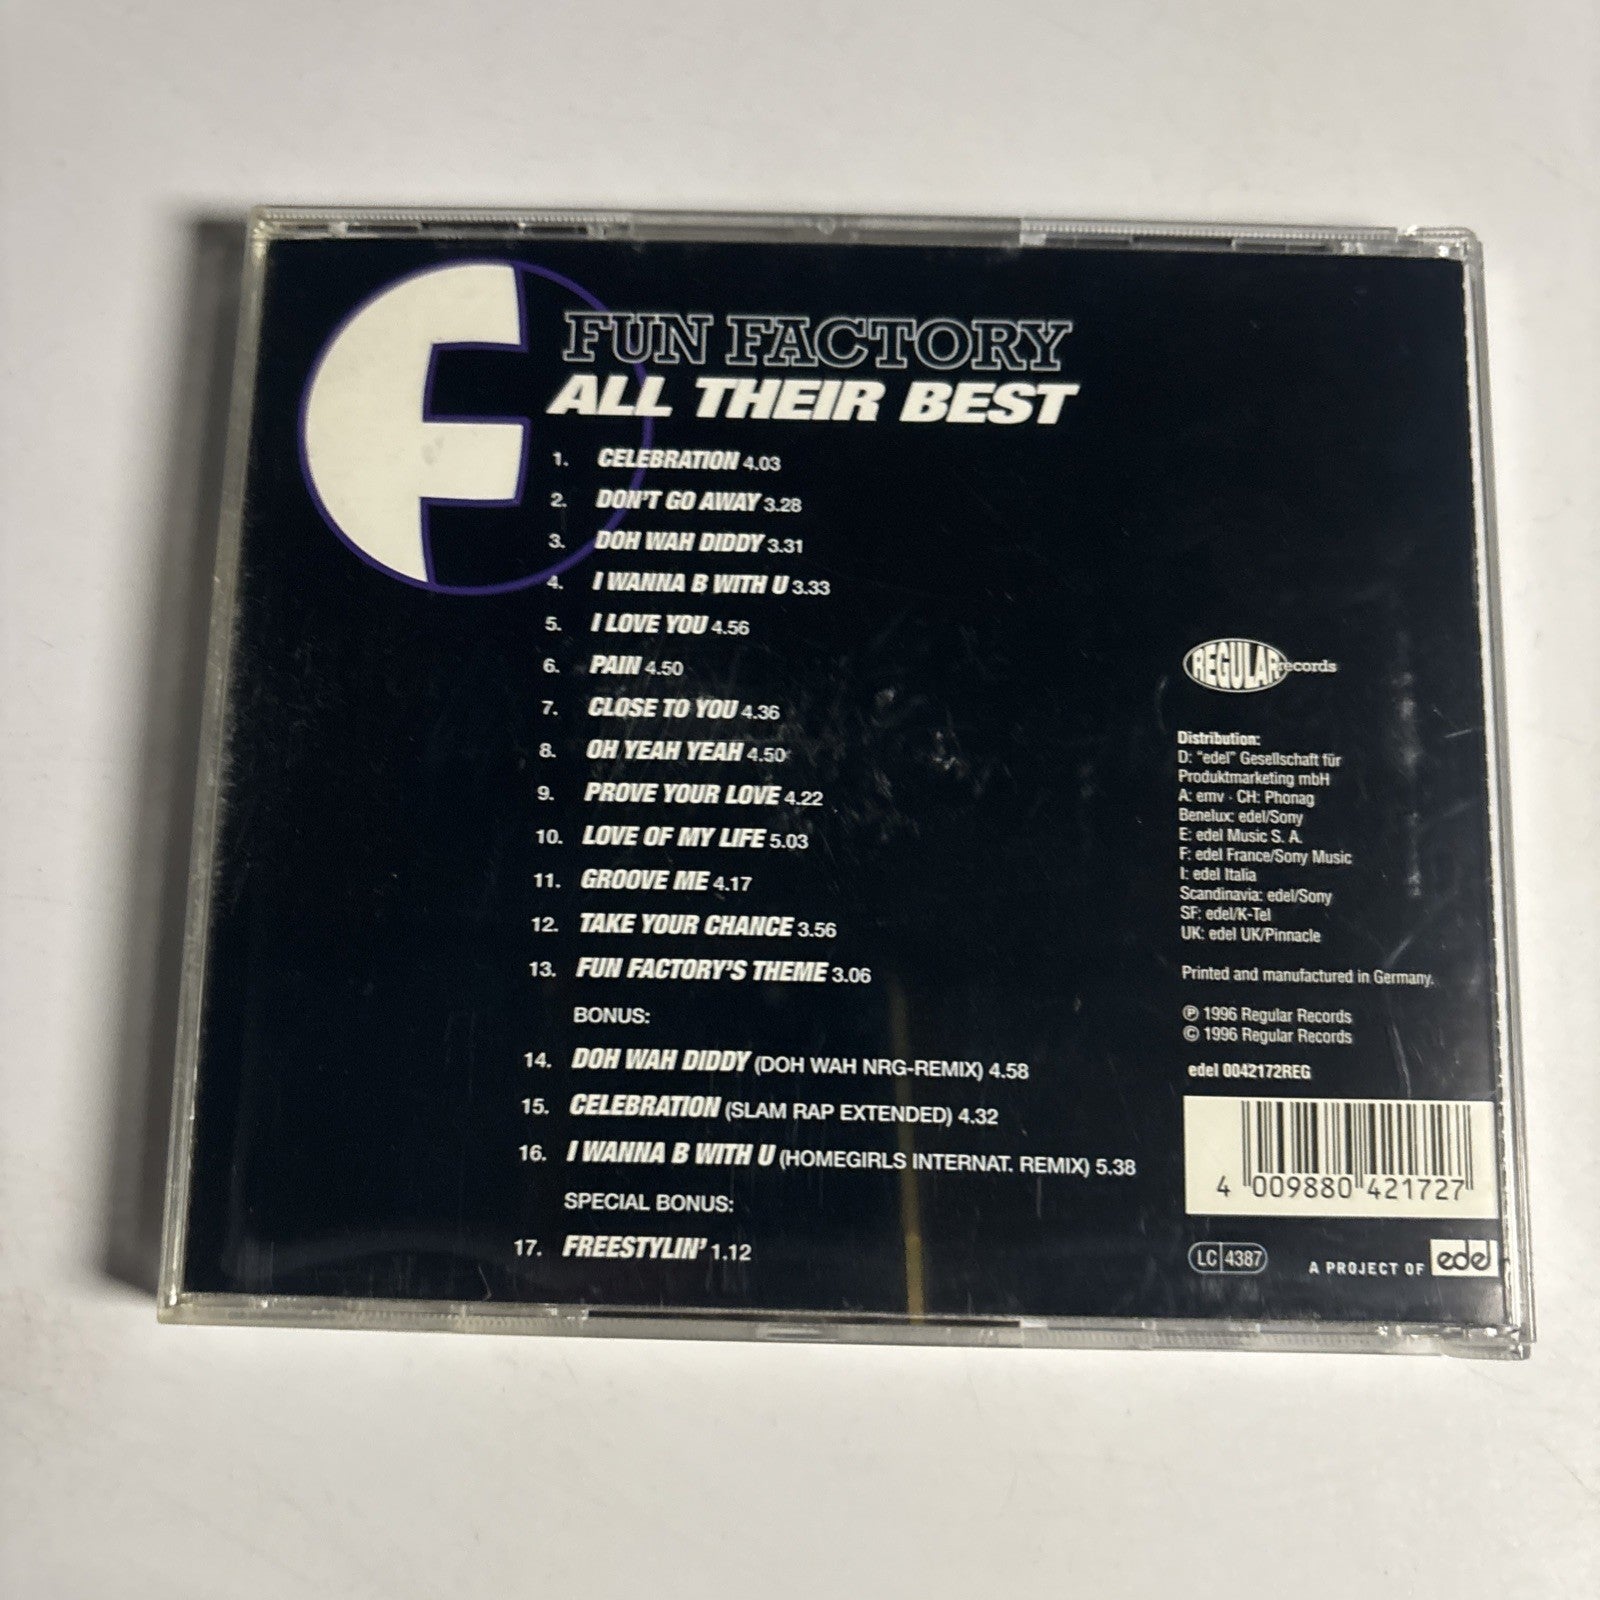 FUN FACTORY
ALL THEIR BEST
1. CELEBRATION 4.03
2. DON'T GO AWAY 3.28
3. DOH WAH DIDDY 3.31
4. I WANNA B WITH U 3.33
5. I LOVE YOU 4.56
6. PAIN 4.50
7. CLOSE TO YOU 4.36
8. OH YEAH YEAH 4.50
9. PROVE YOUR LOVE 4.22
10. LOVE OF MY LIFE 5.03
11. GROOVE ME 4.17
12. TAKE YOUR CHANCE 3.56
13. FUN FACTORY'S THEME 3.06
BONUS:
14. DOH WAH DIDDY (DOH WAH NRG-REMIX) 4.58
15. CELEBRATION (SLAM RAP EXTENDED) 4.32
16. I WANNA B WITH U (HOMEGIRLS INTERNAT. REMIX) 5.38
SPECIAL BONUS:
17. FREESTYLIN' 1.12
REGULAR records
Distribution:
D: "edel" Gesellschaft für
Produktmarketing mbH
A: emv · CH: Phonag
Benelux: edel/Sony
E: edel Music S. A.
F: edel France/Sony Music
I: edel Italia
Scandinavia: edel/Sony
SF: edel/K-Tel
UK: edel UK/Pinnacle
Printed and manufactured in Germany.
℗ 1996 Regular Records
© 1996 Regular Records
edel 0042172REG
4 009880 421727
LC 4387
A PROJECT OF edel